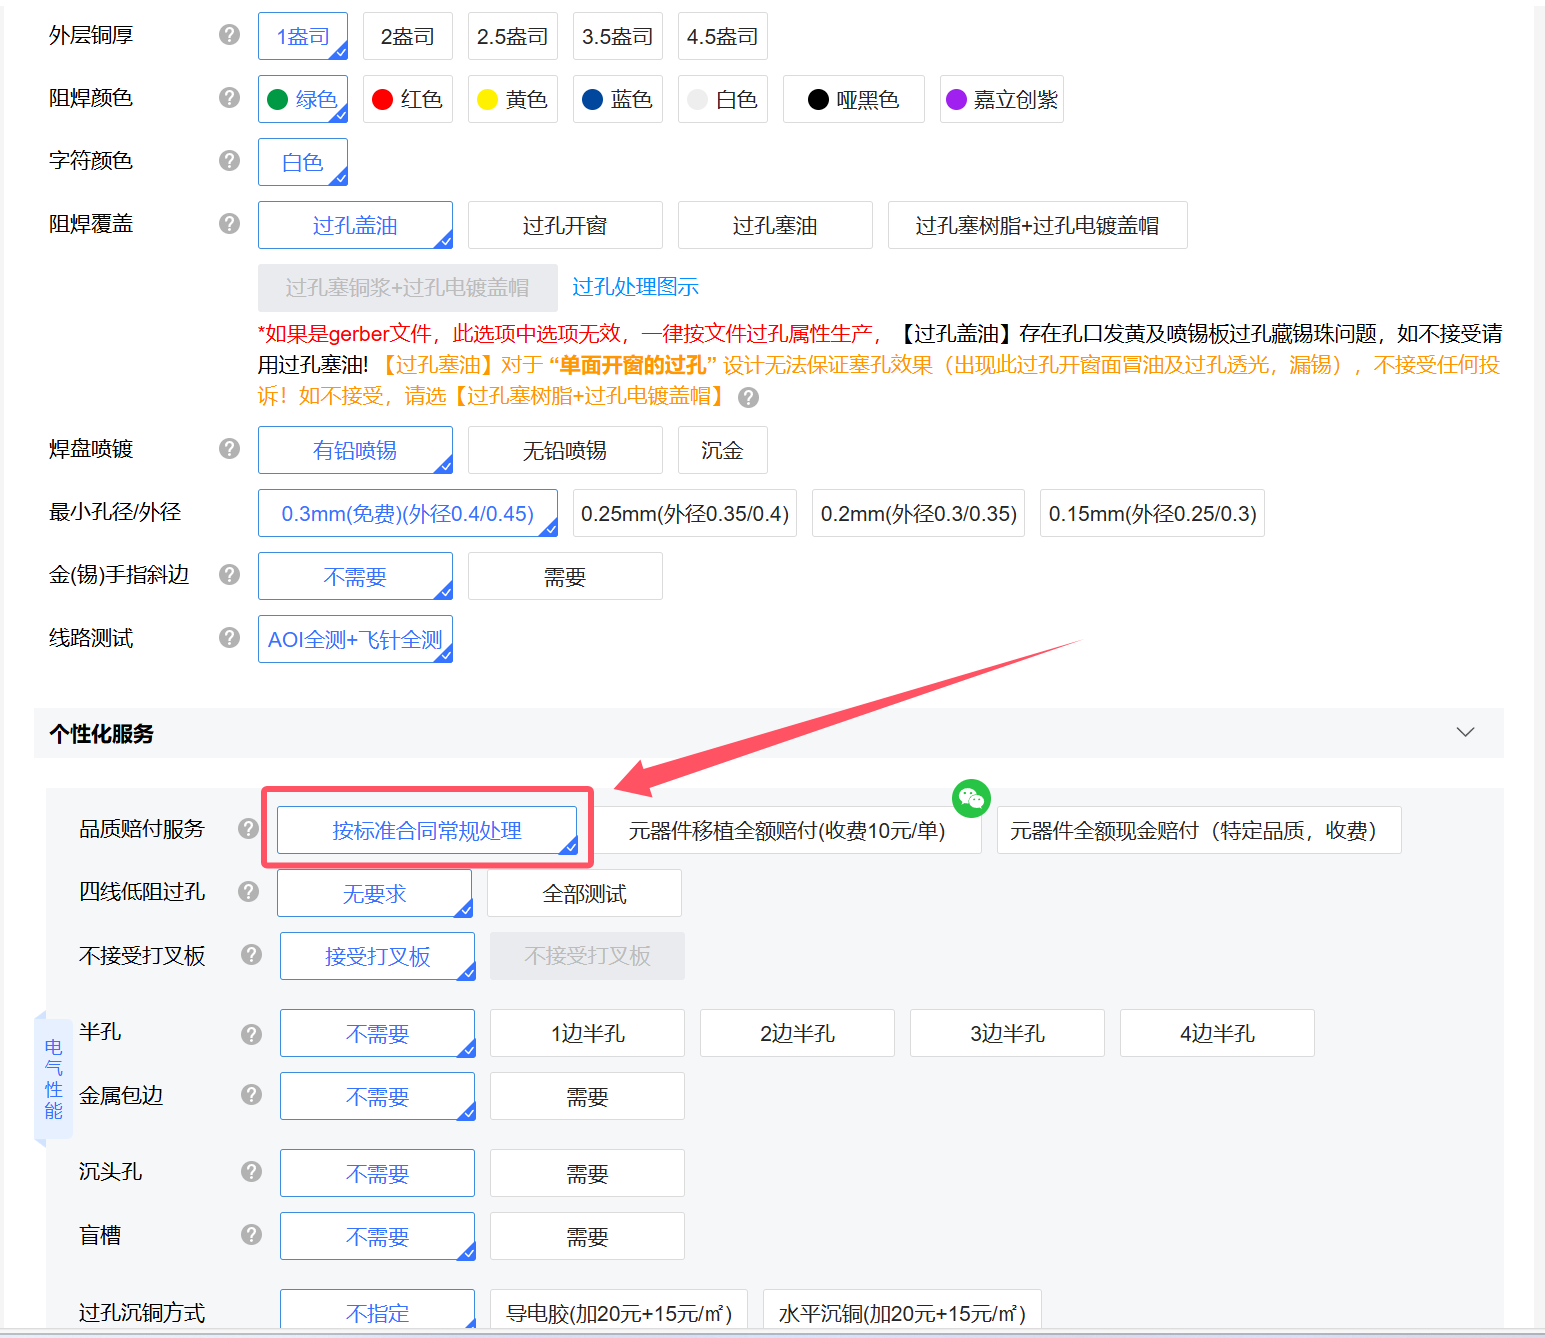 外层铜厚 1盎司 2盎司 2.5盎司 3.5盎司 4.5盎司
阻焊颜色 绿色 红色 黄色 蓝色 白色 哑黑色 嘉立创紫
字符颜色 白色
阻焊覆盖 过孔盖油 过孔开窗 过孔塞油 过孔塞树脂+过孔电镀盖帽
过孔塞铜浆+过孔电镀盖帽 过孔处理图示
*如果是gerber文件，此选项中选项无效，一律按文件过孔属性生产，【过孔盖油】存在孔口发黄及喷锡板过孔藏锡珠问题，如不接受请
用过孔塞油!【过孔塞油】对于“单面开窗的过孔”设计无法保证塞孔效果（出现此过孔开窗面冒油及过孔透光，漏锡），不接受任何投
诉！如不接受，请选【过孔塞树脂+过孔电镀盖帽】
焊盘喷镀 有铅喷锡 无铅喷锡 沉金
最小孔径/外径 0.3mm(免费)(外径0.4/0.45) 0.25mm(外径0.35/0.4) 0.2mm(外径0.3/0.35) 0.15mm(外径0.25/0.3)
金(锡)手指斜边 不需要 需要
线路测试 AOI全测+飞针全测
个性化服务
品质赔付服务 按标准合同常规处理 元器件移植全额赔付(收费10元/单) 元器件全额现金赔付（特定品质，收费）
四线低阻过孔 无要求 全部测试
不接受打叉板 接受打叉板 不接受打叉板
半孔 不需要 1边半孔 2边半孔 3边半孔 4边半孔
电气性能
金属包边 不需要 需要
沉头孔 不需要 需要
盲槽 不需要 需要
过孔沉铜方式 不指定 导电胶(加20元+15元/㎡) 水平沉铜(加20元+15元/㎡)